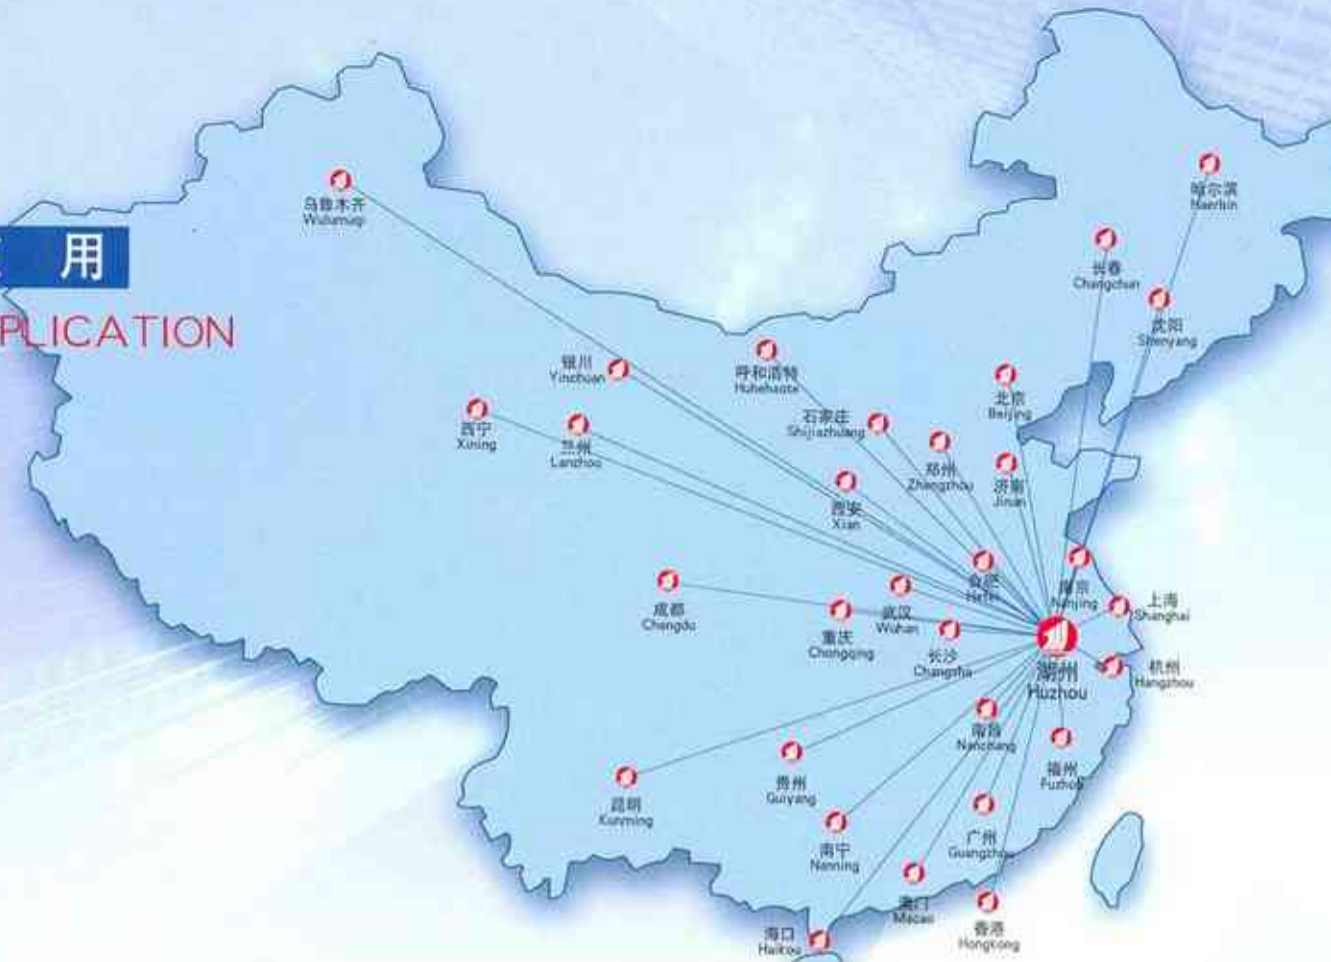 哈尔滨
Haerbin
乌鲁木齐
Wulumuqi
用
PLICATION
长春
Changchun
沈阳
Shenyang
银川
Yinchuan
呼和浩特
Huhehaote
北京
Beijing
西宁
Xining
兰州
Lanzhou
石家庄
Shijiazhuang
郑州
Zhangzhou
济南
Jinan
西安
Xian
合肥
Hefei
南京
Nanjing
上海
Shanghai
成都
Chengdu
重庆
Chongqing
武汉
Wuhan
长沙
Changsha
湖州
Huzhou
杭州
Hangzhou
南昌
Nanchang
福州
Fuzhou
昆明
Kunming
贵州
Guiyang
南宁
Nanning
广州
Guangzhou
澳门
Macao
香港
Hongkong
海口
Haikou